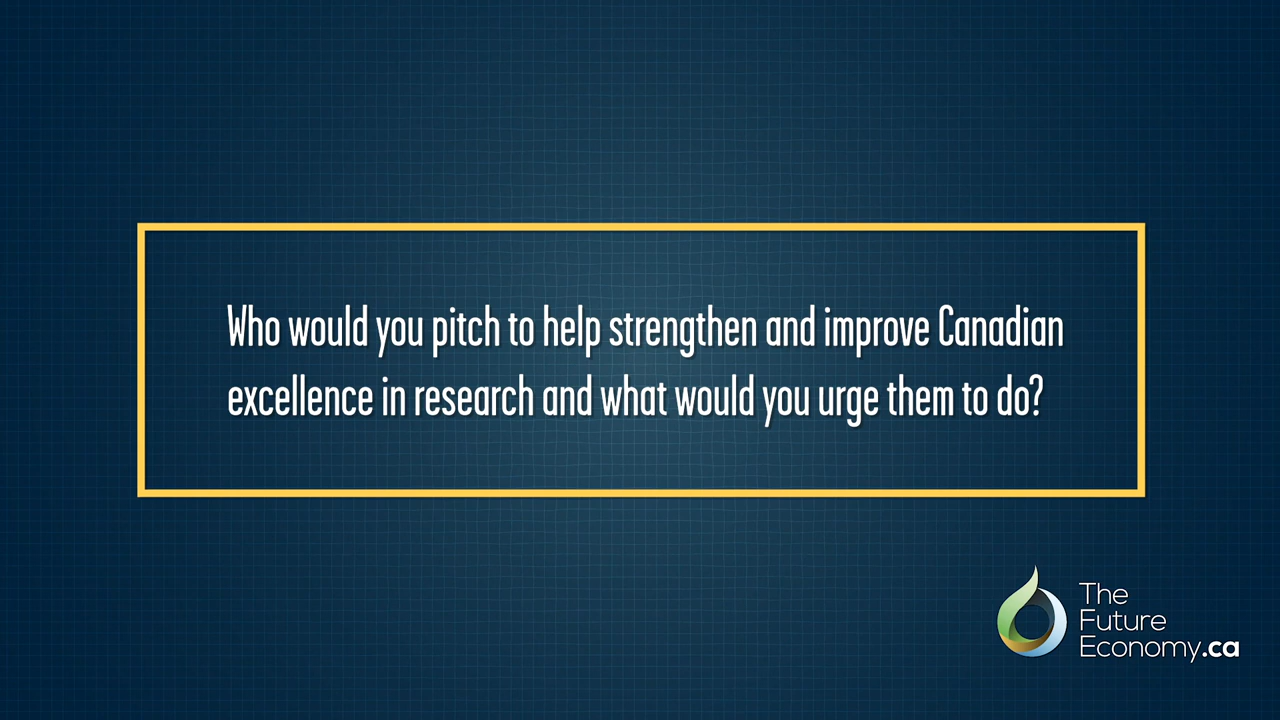 Who would you pitch to help strengthen and improve Canadian
excellence in research and what would you urge them to do?
The
Future
Economy.ca